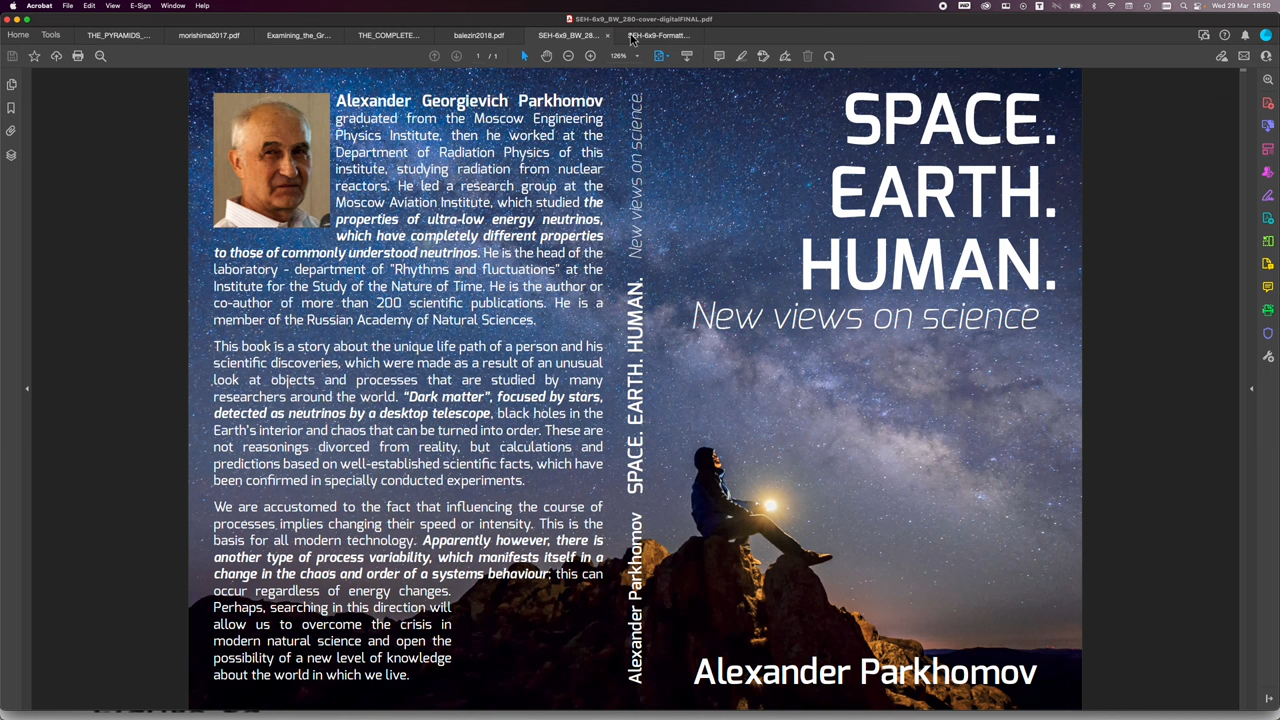 Acrobat File Edit View E-Sign Window Help
Wed 29 Mar 18:50
SEH-6x9_BW_280-cover-digitalFINAL.pdf
Home Tools THE_PYRAMIDS_... morishima2017.pdf Examining_the_Gr... THE_COMPLETE... balezin2018.pdf SEH-6x9_BW_28... × SEH-6x9-Formatt...
1 / 1 126%
Alexander Georgievich Parkhomov
graduated from the Moscow Engineering
Physics Institute, then he worked at the
Department of Radiation Physics of this
institute, studying radiation from nuclear
reactors. He led a research group at the
Moscow Aviation Institute, which studied the
properties of ultra-low energy neutrinos,
which have completely different properties
to those of commonly understood neutrinos. He is the head of the
laboratory - department of "Rhythms and fluctuations" at the
Institute for the Study of the Nature of Time. He is the author or
co-author of more than 200 scientific publications. He is a
member of the Russian Academy of Natural Sciences.
This book is a story about the unique life path of a person and his
scientific discoveries, which were made as a result of an unusual
look at objects and processes that are studied by many
researchers around the world. “Dark matter”, focused by stars,
detected as neutrinos by a desktop telescope, black holes in the
Earth's interior and chaos that can be turned into order. These are
not reasonings divorced from reality, but calculations and
predictions based on well-established scientific facts, which have
been confirmed in specially conducted experiments.
We are accustomed to the fact that influencing the course of
processes implies changing their speed or intensity. This is the
basis for all modern technology. Apparently however, there is
another type of process variability, which manifests itself in a
change in the chaos and order of a systems behaviour; this can
occur regardless of energy changes.
Perhaps, searching in this direction will
allow us to overcome the crisis in
modern natural science and open the
possibility of a new level of knowledge
about the world in which we live.
Alexander Parkhomov SPACE. EARTH. HUMAN. New views on science.
SPACE.
EARTH.
HUMAN.
New views on science
Alexander Parkhomov